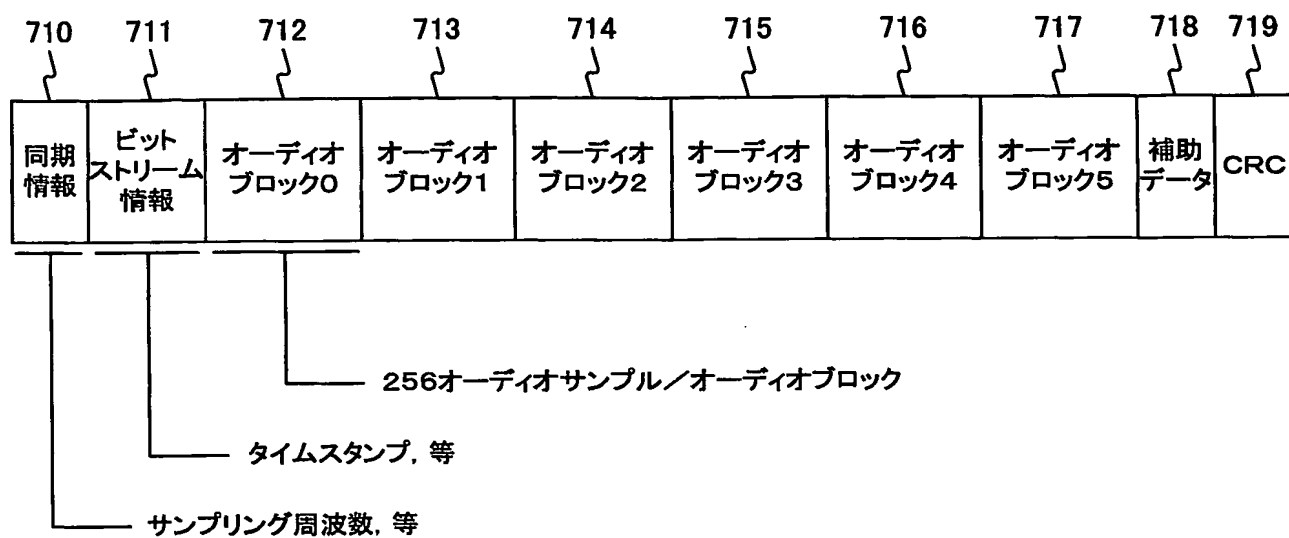 710 711 712 713 714 715 716 717 718 719
同期
情報
ビット
ストリーム
情報
オーディオ
ブロック0
オーディオ
ブロック1
オーディオ
ブロック2
オーディオ
ブロック3
オーディオ
ブロック4
オーディオ
ブロック5
補助
データ
CRC
256オーディオサンプル／オーディオブロック
タイムスタンプ, 等
サンプリング周波数, 等